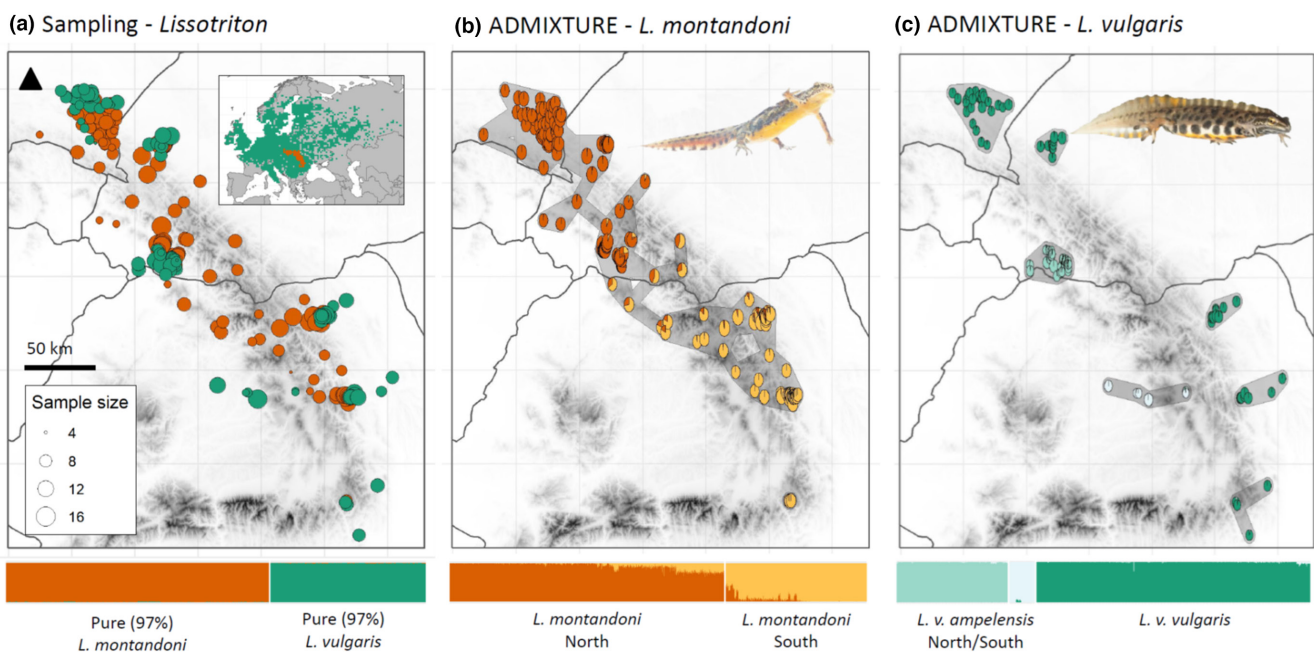 (a) Sampling - Lissotriton
(b) ADMIXTURE - L. montandoni
(c) ADMIXTURE - L. vulgaris
50 km
Sample size
4
8
12
16
Pure (97%)
L. montandoni
Pure (97%)
L. vulgaris
L. montandoni
North
L. montandoni
South
L. v. ampelensis
North/South
L. v. vulgaris